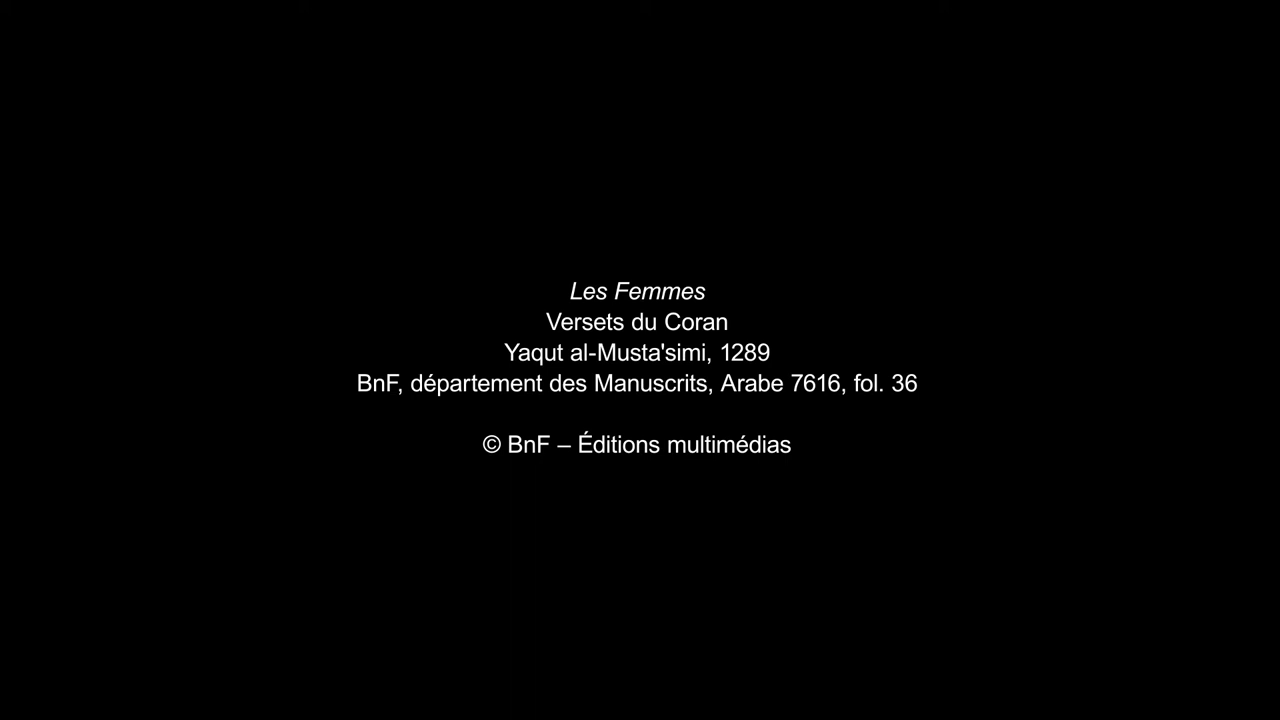 Les Femmes
Versets du Coran
Yaqut al-Musta'simi, 1289
BnF, département des Manuscrits, Arabe 7616, fol. 36
© BnF – Éditions multimédias